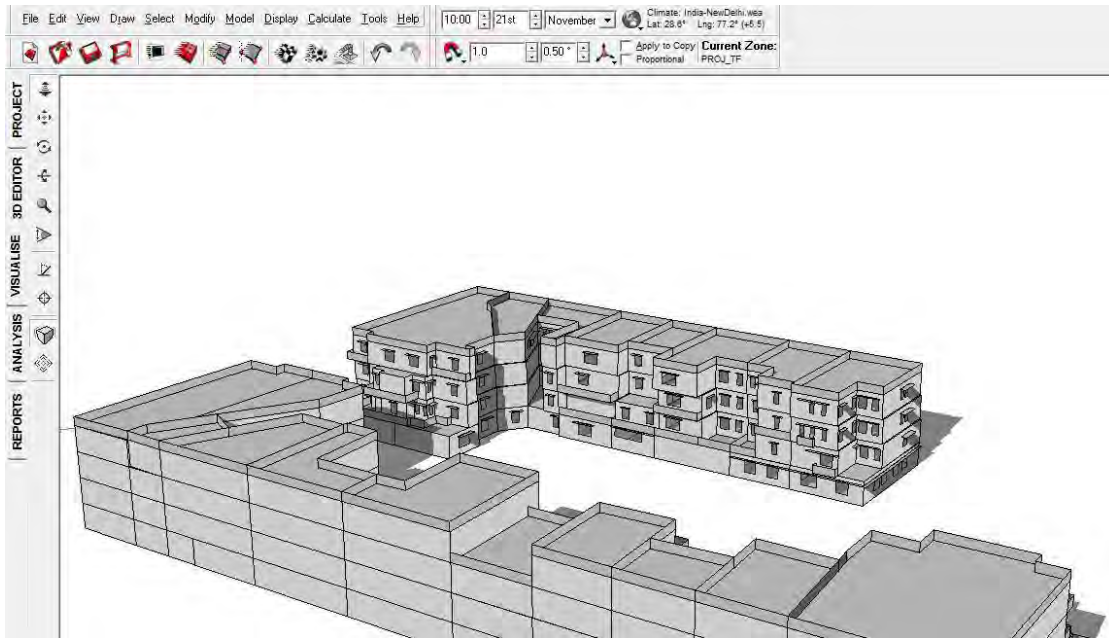 File Edit View Draw Select Modify Model Display Calculate Tools Help
10:00 21st November
Climate: India-NewDelhi.wea
Lat: 28.6° Lng: 77.2° (+5.5)
1.0 0.50 °
Apply to Copy
Proportional
Current Zone:
PROJ_TF
PROJECT
3D EDITOR
VISUALISE
ANALYSIS
REPORTS